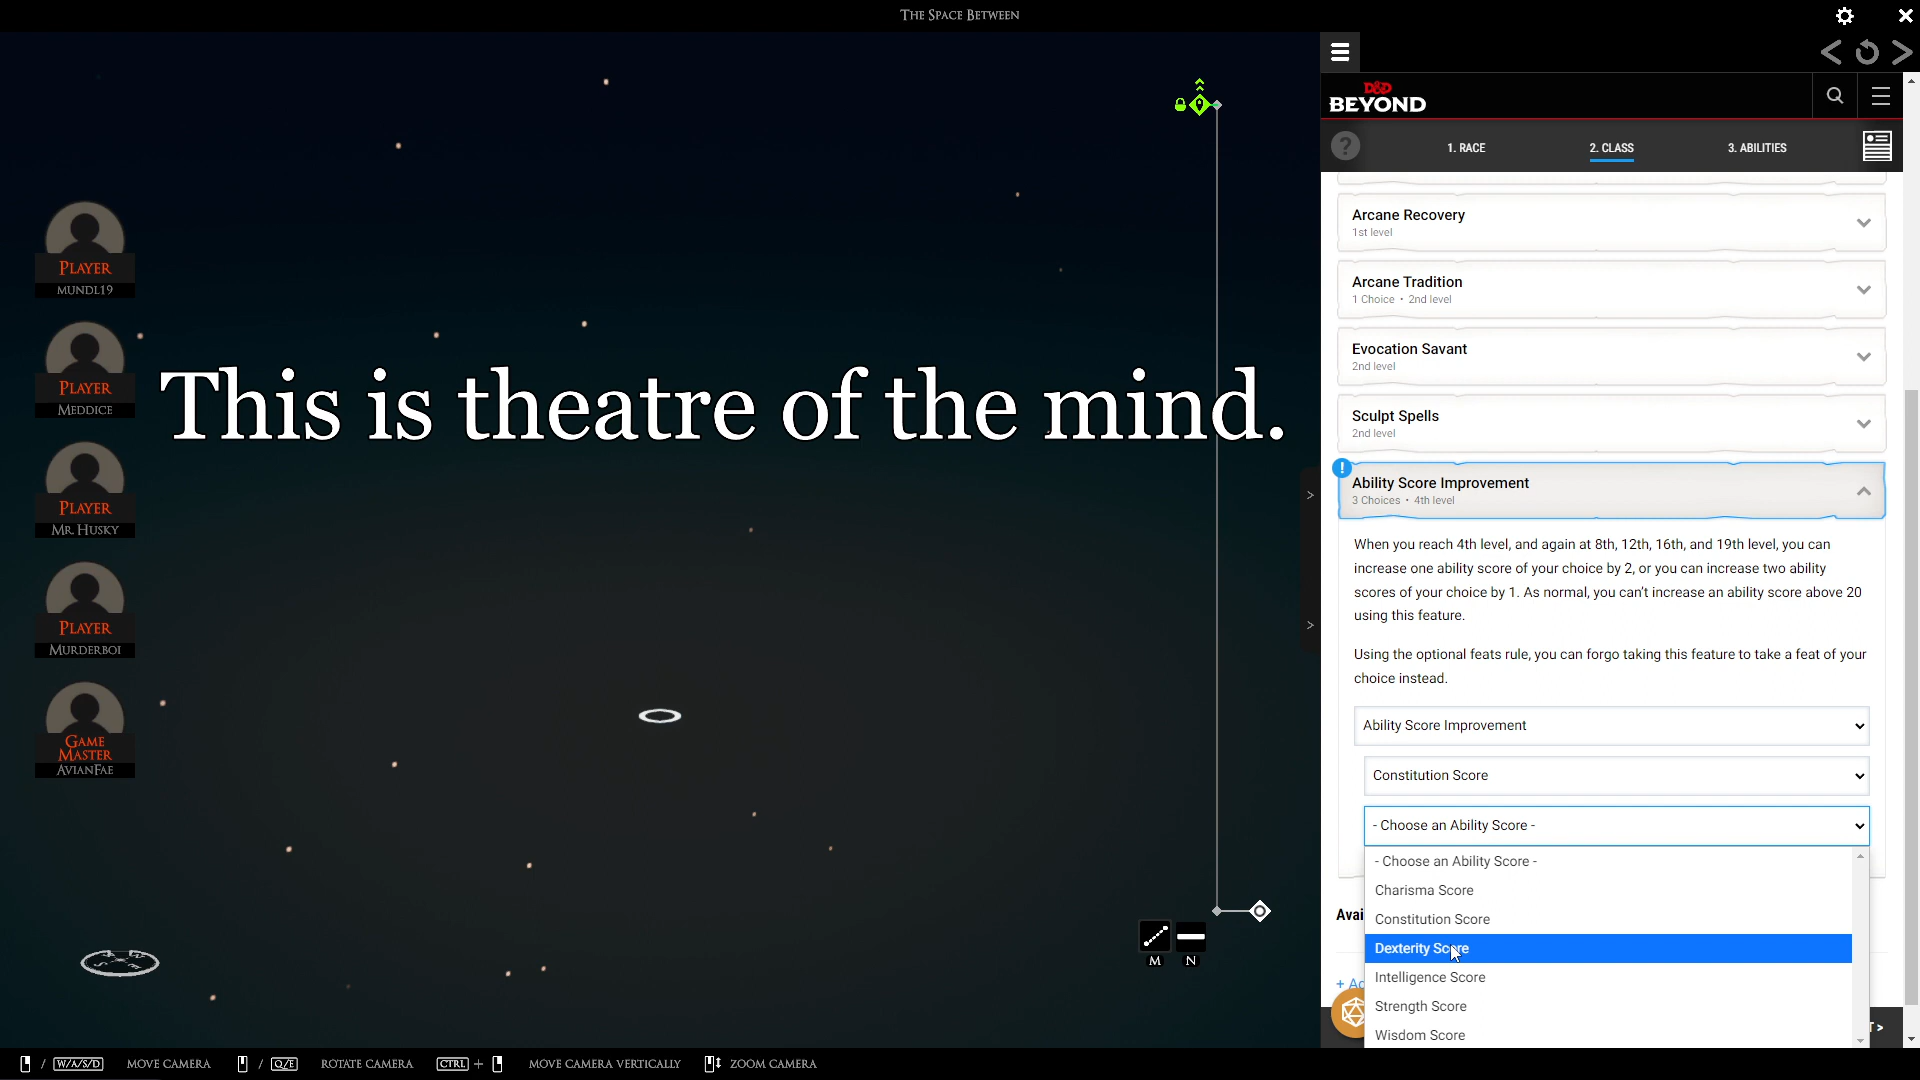 The Space Between
PLAYER
MUNDL19
PLAYER
MEDDICE
PLAYER
MR. HUSKY
PLAYER
MURDERBOI
GAME
MASTER
AVIANFAE
This is theatre of the mind.
M
N
/ W/A/S/D MOVE CAMERA / Q/E ROTATE CAMERA CTRL + MOVE CAMERA VERTICALLY ZOOM CAMERA
D&D
BEYOND
?
1. RACE
2. CLASS
3. ABILITIES
Arcane Recovery
1st level
Arcane Tradition
1 Choice • 2nd level
Evocation Savant
2nd level
Sculpt Spells
2nd level
!
Ability Score Improvement
3 Choices • 4th level
When you reach 4th level, and again at 8th, 12th, 16th, and 19th level, you can
increase one ability score of your choice by 2, or you can increase two ability
scores of your choice by 1. As normal, you can't increase an ability score above 20
using this feature.
Using the optional feats rule, you can forgo taking this feature to take a feat of your
choice instead.
Ability Score Improvement
Constitution Score
- Choose an Ability Score -
- Choose an Ability Score -
Charisma Score
Constitution Score
Dexterity Score
Intelligence Score
Strength Score
Wisdom Score